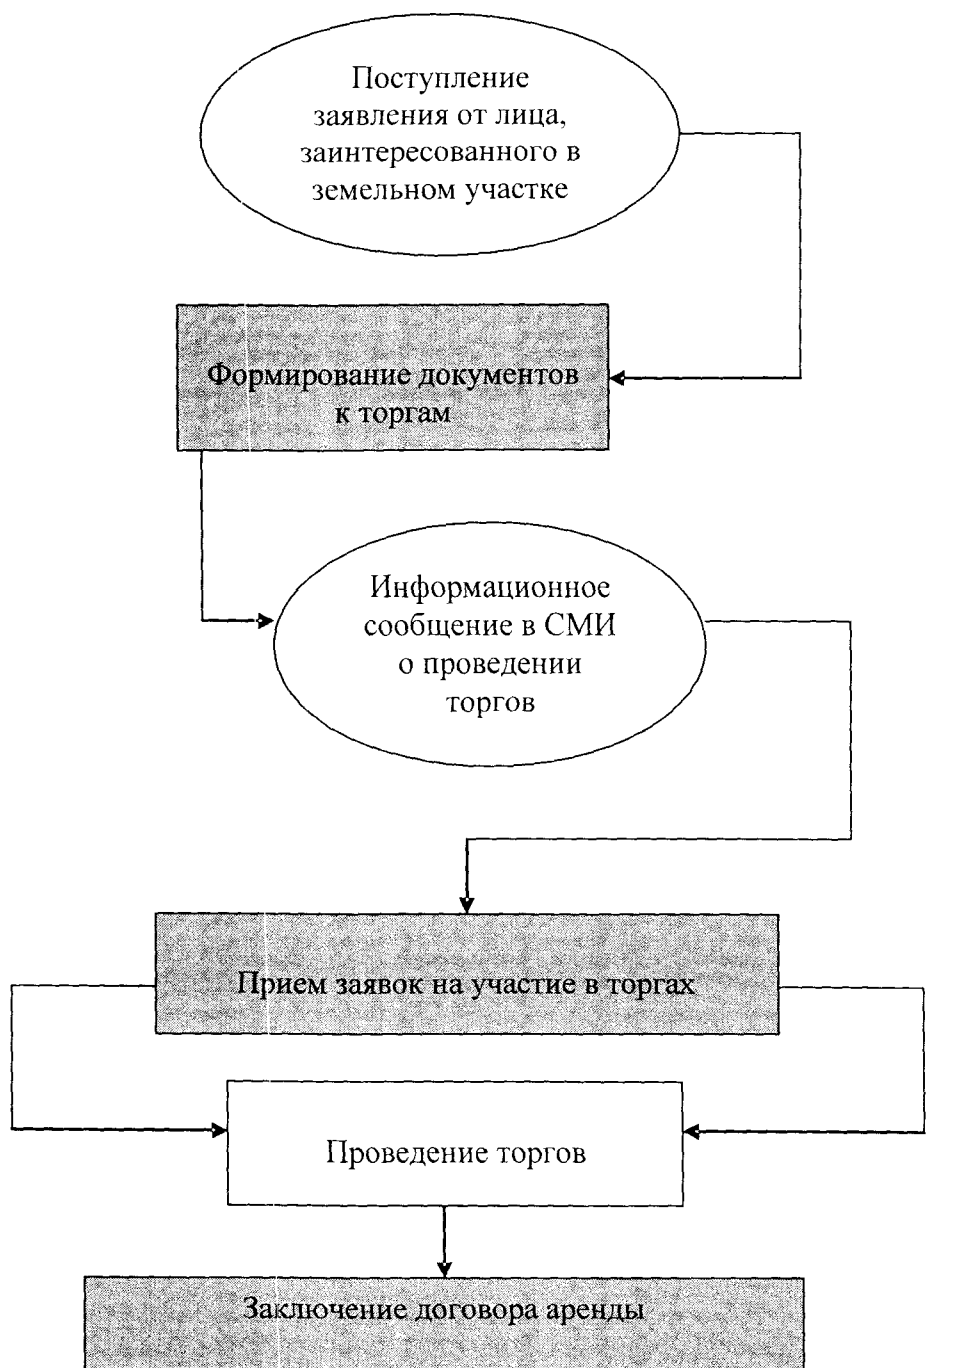 Поступление
заявления от лица,
заинтересованного в
земельном участке
Формирование документов
к торгам
Информационное
сообщение в СМИ
о проведении
торгов
Прием заявок на участие в торгах
Проведение торгов
Заключение договора аренды